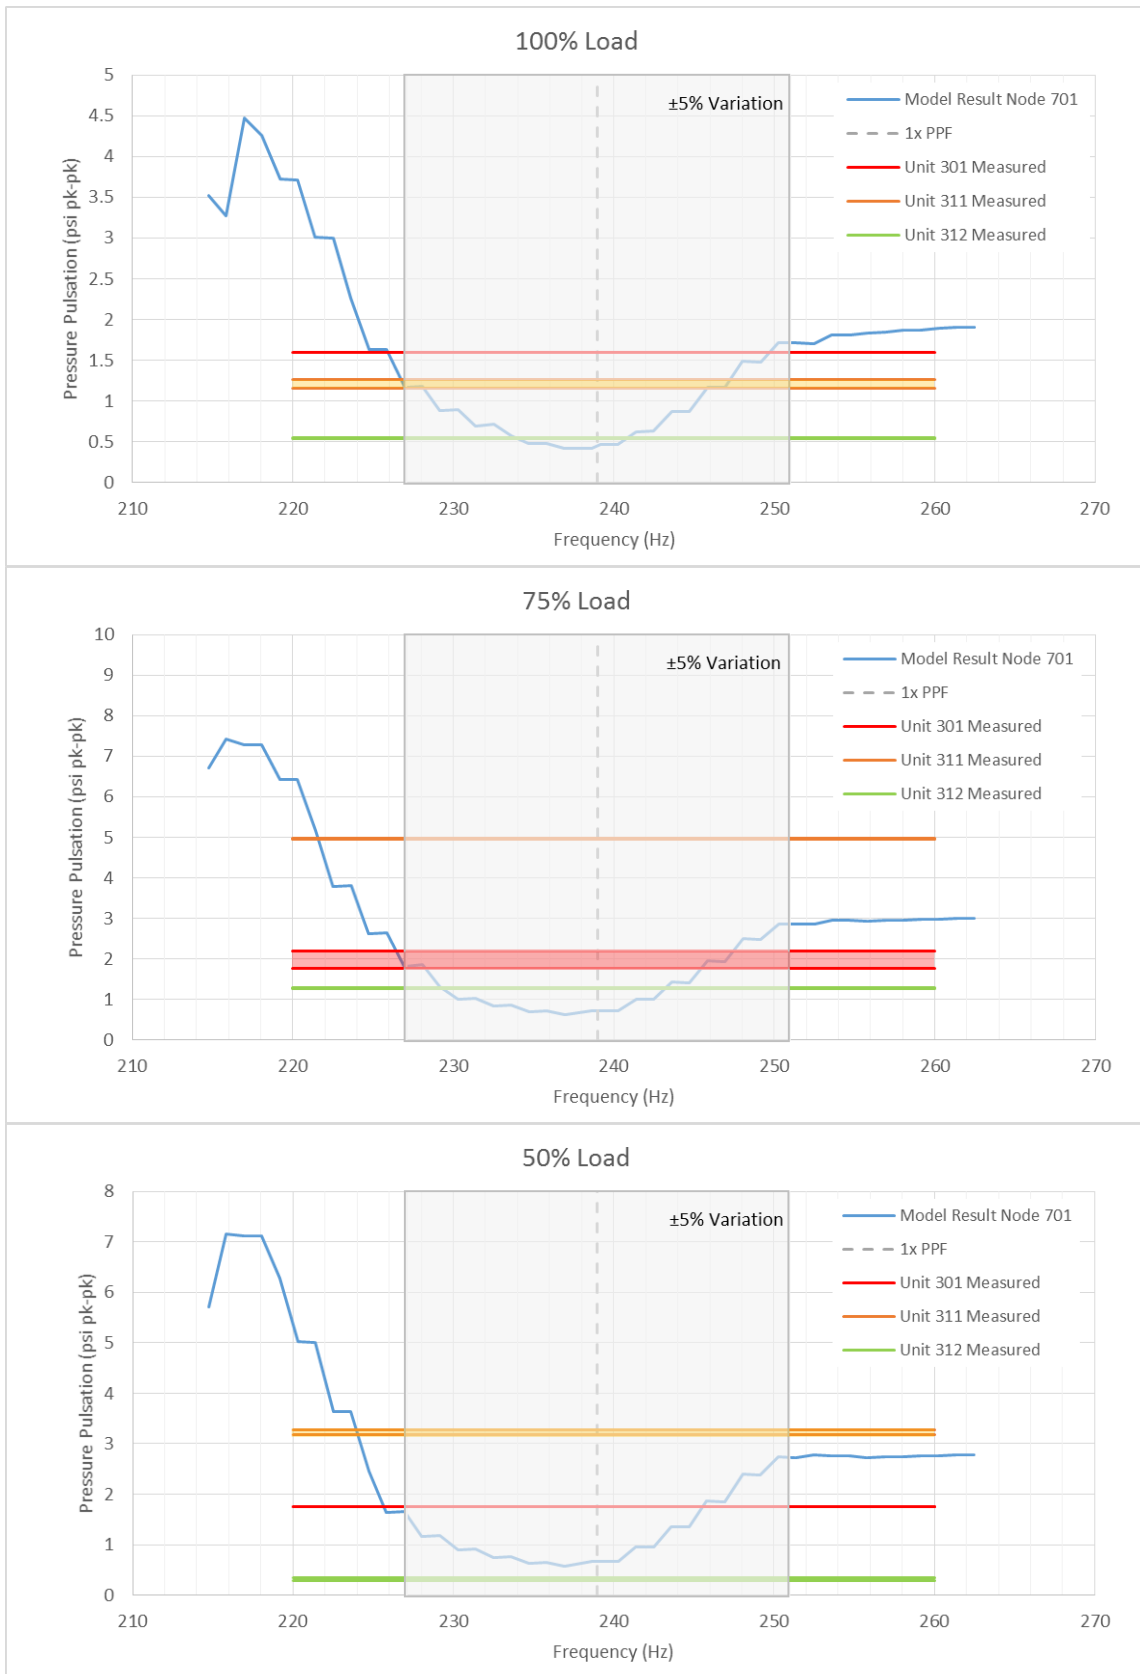 100% Load
Pressure Pulsation (psi pk-pk)
5
4.5
4
3.5
3
2.5
2
1.5
1
0.5
0
±5% Variation
Model Result Node 701
1x PPF
Unit 301 Measured
Unit 311 Measured
Unit 312 Measured
210 220 230 240 250 260 270
Frequency (Hz)
75% Load
Pressure Pulsation (psi pk-pk)
10
9
8
7
6
5
4
3
2
1
0
±5% Variation
Model Result Node 701
1x PPF
Unit 301 Measured
Unit 311 Measured
Unit 312 Measured
210 220 230 240 250 260 270
Frequency (Hz)
50% Load
Pressure Pulsation (psi pk-pk)
8
7
6
5
4
3
2
1
0
±5% Variation
Model Result Node 701
1x PPF
Unit 301 Measured
Unit 311 Measured
Unit 312 Measured
210 220 230 240 250 260 270
Frequency (Hz)